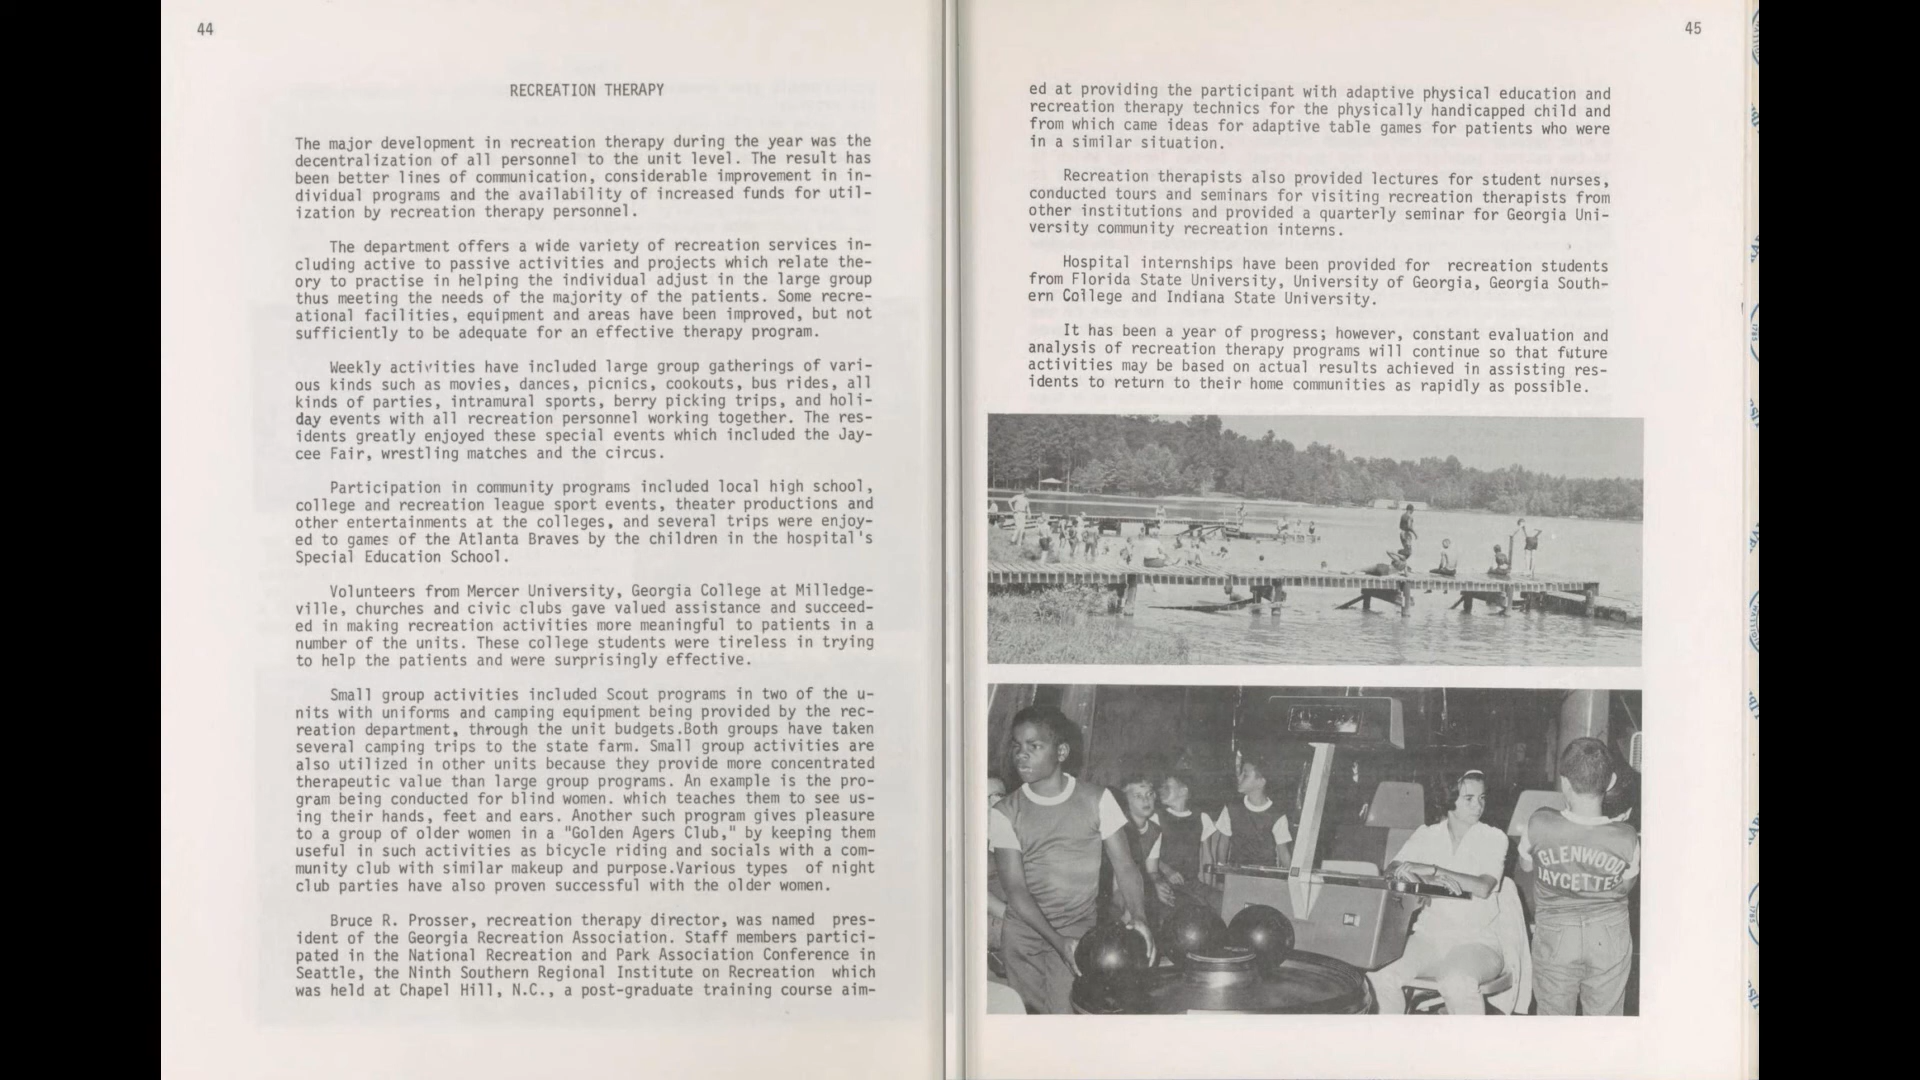 44
RECREATION THERAPY
The major development in recreation therapy during the year was the
decentralization of all personnel to the unit level. The result has
been better lines of communication, considerable improvement in in-
dividual programs and the availability of increased funds for util-
ization by recreation therapy personnel.
The department offers a wide variety of recreation services in-
cluding active to passive activities and projects which relate the-
ory to practise in helping the individual adjust in the large group
thus meeting the needs of the majority of the patients. Some recre-
ational facilities, equipment and areas have been improved, but not
sufficiently to be adequate for an effective therapy program.
Weekly activities have included large group gatherings of vari-
ous kinds such as movies, dances, picnics, cookouts, bus rides, all
kinds of parties, intramural sports, berry picking trips, and holi-
day events with all recreation personnel working together. The res-
idents greatly enjoyed these special events which included the Jay-
cee Fair, wrestling matches and the circus.
Participation in community programs included local high school,
college and recreation league sport events, theater productions and
other entertainments at the colleges, and several trips were enjoy-
ed to games of the Atlanta Braves by the children in the hospital's
Special Education School.
Volunteers from Mercer University, Georgia College at Milledge-
ville, churches and civic clubs gave valued assistance and succeed-
ed in making recreation activities more meaningful to patients in a
number of the units. These college students were tireless in trying
to help the patients and were surprisingly effective.
Small group activities included Scout programs in two of the u-
nits with uniforms and camping equipment being provided by the rec-
reation department, through the unit budgets.Both groups have taken
several camping trips to the state farm. Small group activities are
also utilized in other units because they provide more concentrated
therapeutic value than large group programs. An example is the pro-
gram being conducted for blind women. which teaches them to see us-
ing their hands, feet and ears. Another such program gives pleasure
to a group of older women in a "Golden Agers Club," by keeping them
useful in such activities as bicycle riding and socials with a com-
munity club with similar makeup and purpose.Various types of night
club parties have also proven successful with the older women.
Bruce R. Prosser, recreation therapy director, was named pres-
ident of the Georgia Recreation Association. Staff members partici-
pated in the National Recreation and Park Association Conference in
Seattle, the Ninth Southern Regional Institute on Recreation which
was held at Chapel Hill, N.C., a post-graduate training course aim-
45
ed at providing the participant with adaptive physical education and
recreation therapy technics for the physically handicapped child and
from which came ideas for adaptive table games for patients who were
in a similar situation.
Recreation therapists also provided lectures for student nurses,
conducted tours and seminars for visiting recreation therapists from
other institutions and provided a quarterly seminar for Georgia Uni-
versity community recreation interns.
Hospital internships have been provided for recreation students
from Florida State University, University of Georgia, Georgia South-
ern College and Indiana State University.
It has been a year of progress; however, constant evaluation and
analysis of recreation therapy programs will continue so that future
activities may be based on actual results achieved in assisting res-
idents to return to their home communities as rapidly as possible.
GLENWOOD
JAYCETTES